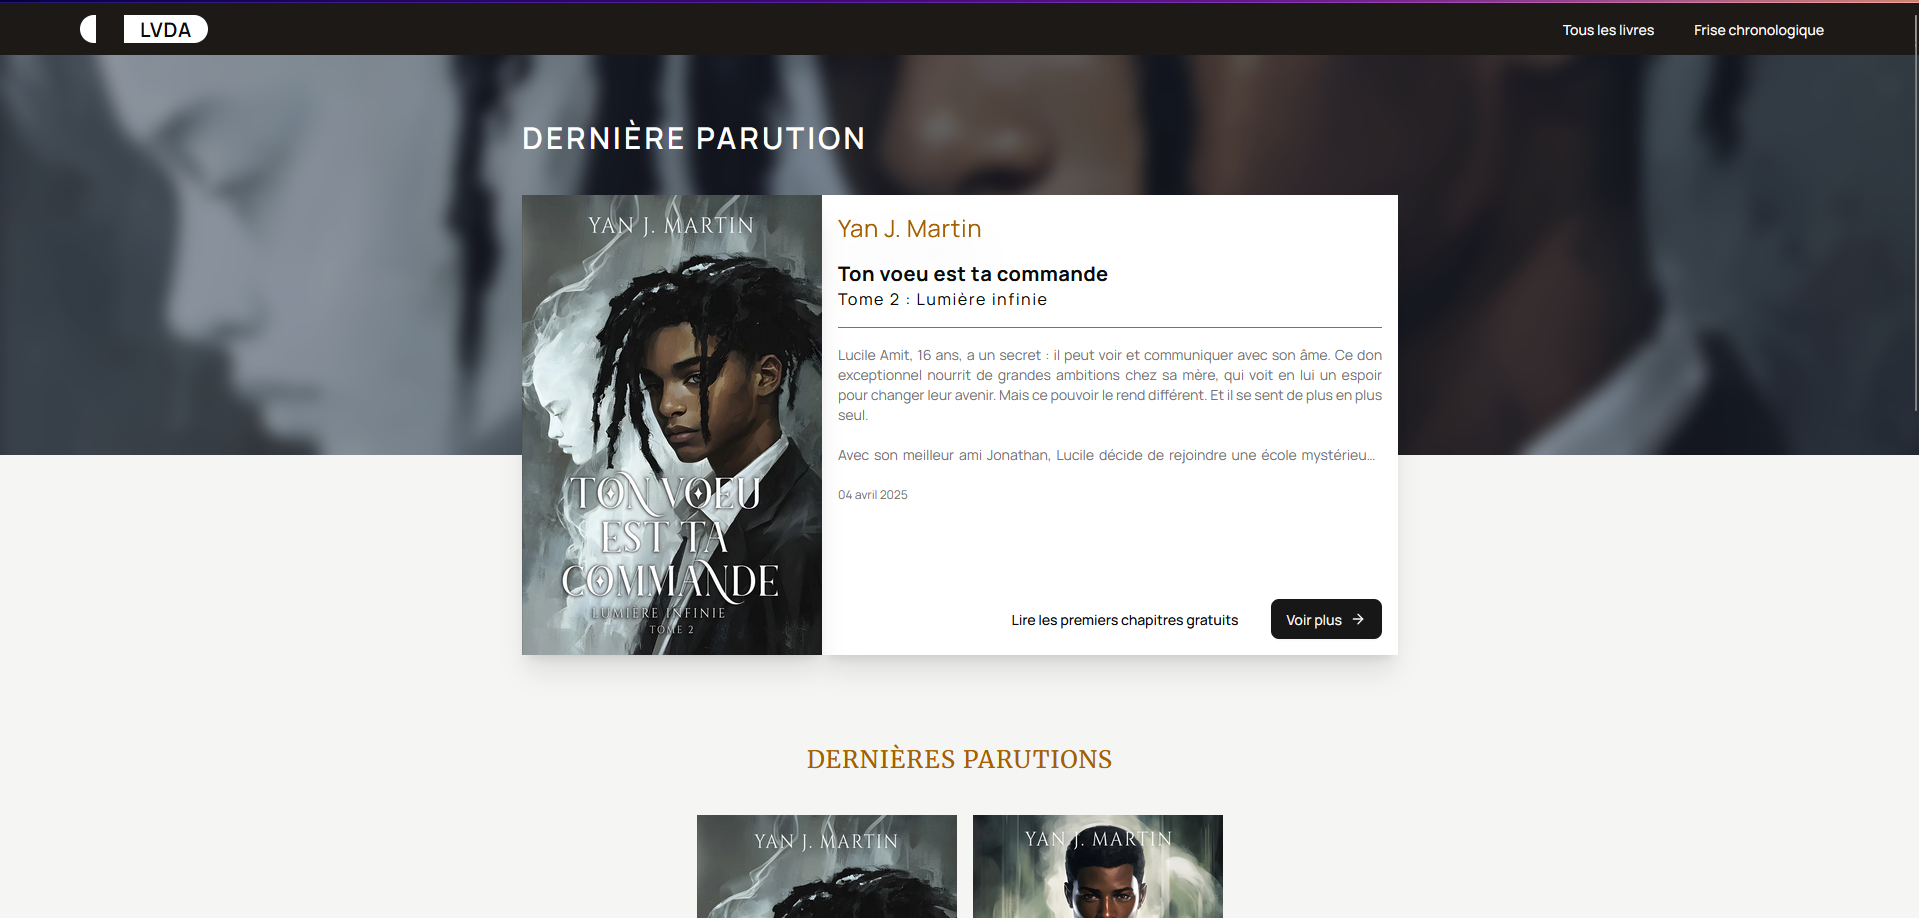 LVDA
Tous les livres
Frise chronologique
DERNIÈRE PARUTION
YAN J. MARTIN
TON VOEU
EST TA
COMMANDE
LUMIÈRE INFINIE
TOME 2
Yan J. Martin
Ton voeu est ta commande
Tome 2 : Lumière infinie
Lucile Amit, 16 ans, a un secret : il peut voir et communiquer avec son âme. Ce don
exceptionnel nourrit de grandes ambitions chez sa mère, qui voit en lui un espoir
pour changer leur avenir. Mais ce pouvoir le rend différent. Et il se sent de plus en plus
seul.
Avec son meilleur ami Jonathan, Lucile décide de rejoindre une école mystérieu...
04 avril 2025
Lire les premiers chapitres gratuits
Voir plus
DERNIÈRES PARUTIONS
YAN J. MARTIN
YAN J. MARTIN